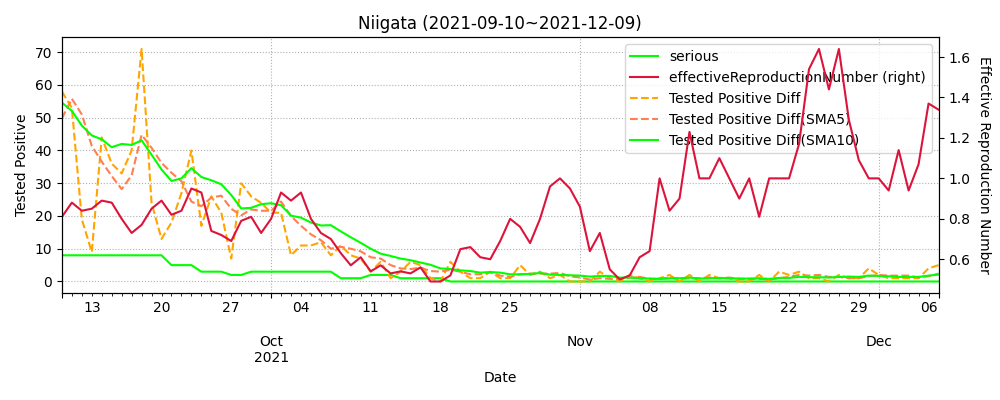 Niigata (2021-09-10~2021-12-09)
Tested Positive
70
60
50
40
30
20
10
0
serious
effectiveReproductionNumber (right)
Tested Positive Diff
Tested Positive Diff(SMA5)
Tested Positive Diff(SMA10)
1.6
1.4
1.2
1.0
0.8
0.6
Effective Reproduction Number
13 20 27 04 11 18 25 08 15 22 29 06
Oct Nov Dec
2021
Date